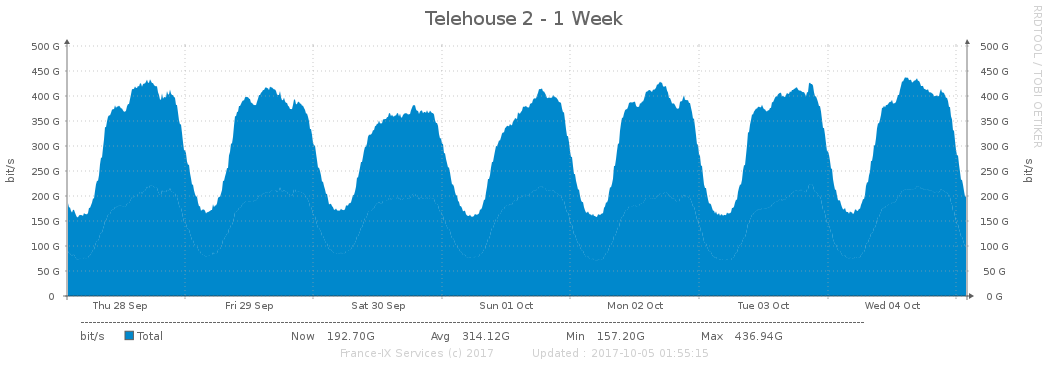 Telehouse 2 - 1 Week
RRDTOOL / TOBI OETIKER
500 G 500 G
450 G 450 G
400 G 400 G
350 G 350 G
300 G 300 G
250 G 250 G
200 G 200 G
150 G 150 G
100 G 100 G
50 G 50 G
0 0 G
bit/s bit/s
Thu 28 Sep Fri 29 Sep Sat 30 Sep Sun 01 Oct Mon 02 Oct Tue 03 Oct Wed 04 Oct
bit/s Total Now 192.70G Avg 314.12G Min 157.20G Max 436.94G
France-IX Services (c) 2017 Updated : 2017-10-05 01:55:15